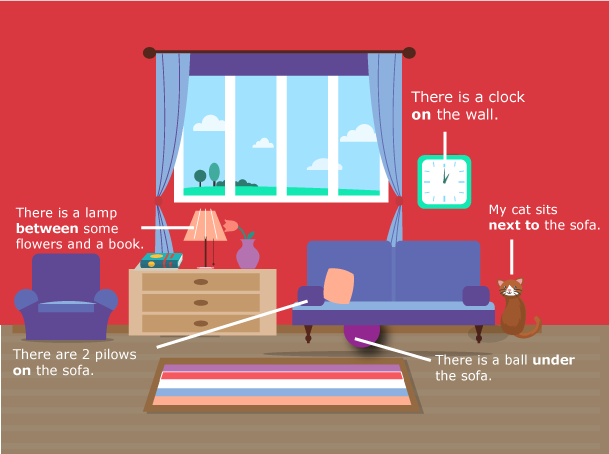 There is a clock
on the wall.
There is a lamp
between some
flowers and a book.
My cat sits
next to the sofa.
There are 2 pilows
on the sofa.
There is a ball under
the sofa.